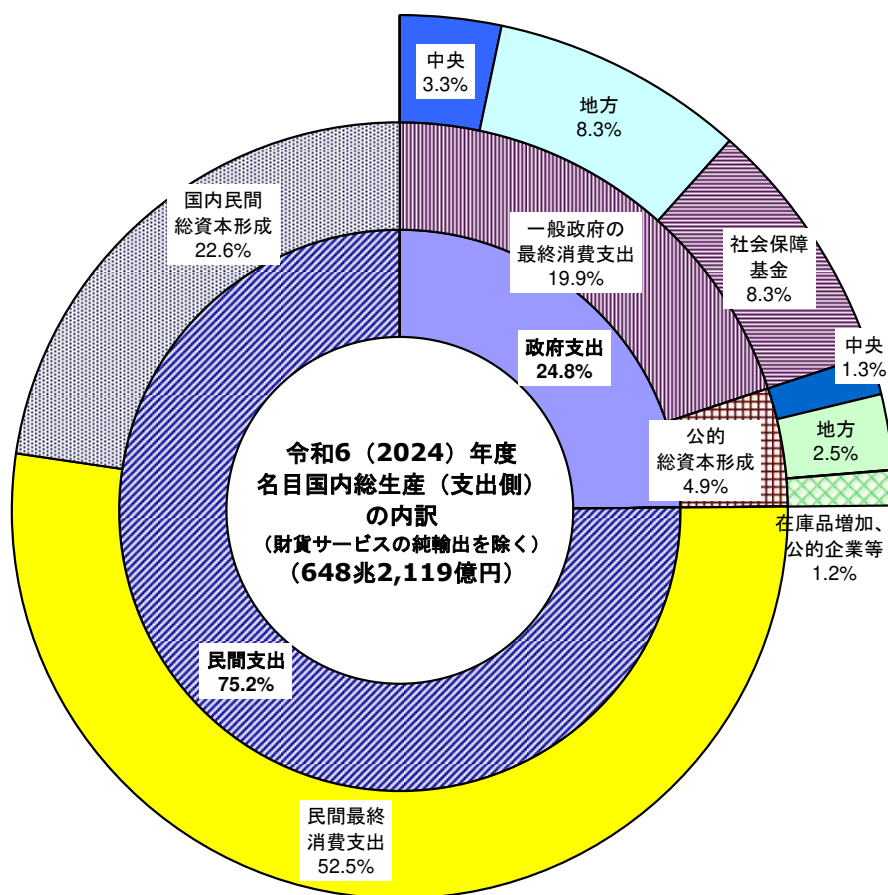 中央
3.3%
地方
8.3%
国内民間
総資本形成
22.6%
一般政府の
最終消費支出
19.9%
社会保障
基金
8.3%
政府支出
24.8%
中央
1.3%
地方
2.5%
公的
総資本形成
4.9%
在庫品増加、
公的企業等
1.2%
令和6（2024）年度
名目国内総生産（支出側）
の内訳
（財貨サービスの純輸出を除く）
（648兆2,119億円）
民間支出
75.2%
民間最終
消費支出
52.5%